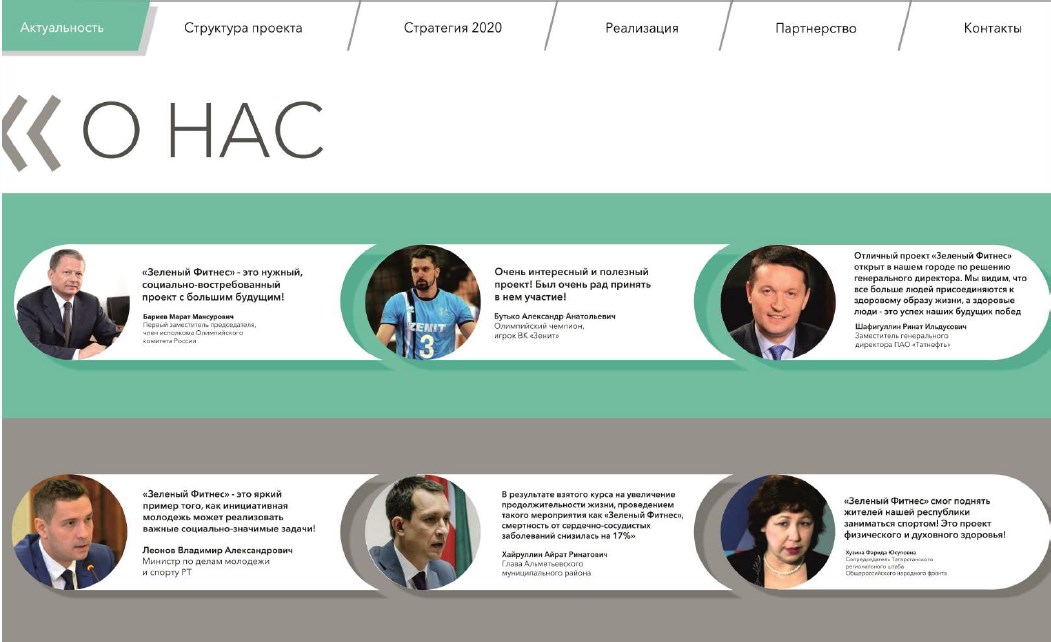 Актуальность
Структура проекта
Стратегия 2020
Реализация
Партнерство
Контакты
О НАС
«Зеленый Фитнес» - это нужный,
социально-востребованный
проект с большим будущим!
Бариев Марат Мансурович
Первый заместитель председателя,
член исполкома Олимпийского
комитета России
Очень интересный и полезный
проект! Был очень рад принять
в нем участие!
Бутько Александр Анатольевич
Олимпийский чемпион,
игрок ВК «Зенит»
ZENIT
3
Отличный проект «Зеленый Фитнес»
открыт в нашем городе по решению
генерального директора. Мы видим, что
все больше людей присоединяются к
здоровому образу жизни, а здоровые
люди - это успех наших будущих побед
Шафигуллин Ринат Ильдусович
Заместитель генерального
директора ПАО «Татнефть»
«Зеленый Фитнес» - это яркий
пример того, как инициативная
молодежь может реализовать
важные социально-значимые задачи!
Леонов Владимир Александрович
Министр по делам молодежи
и спорту РТ
В результате взятого курса на увеличение
продолжительности жизни, проведением
такого мероприятия как «Зеленый Фитнес»,
смертность от сердечно-сосудистых
заболеваний снизилась на 17%»
Хайруллин Айрат Ринатович
Глава Альметьевского
муниципального района
«Зеленый Фитнес» смог поднять
жителей нашей республики
заниматься спортом! Это проект
физического и духовного здоровья!
Хузина Фарида Юсуповна
Сопредседатель Татарстанского
регионального штаба
Общероссийского народного фронта